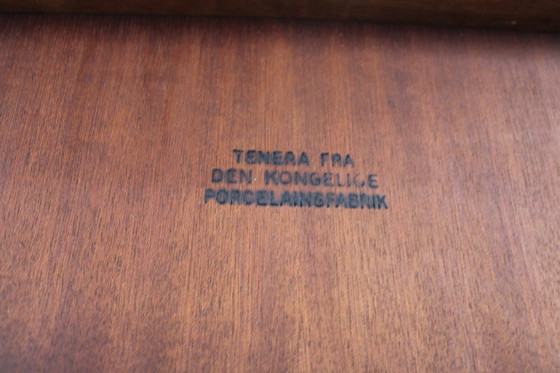 TENERA FRA
DEN KONGELIGE
PORCELAINSFABRIK